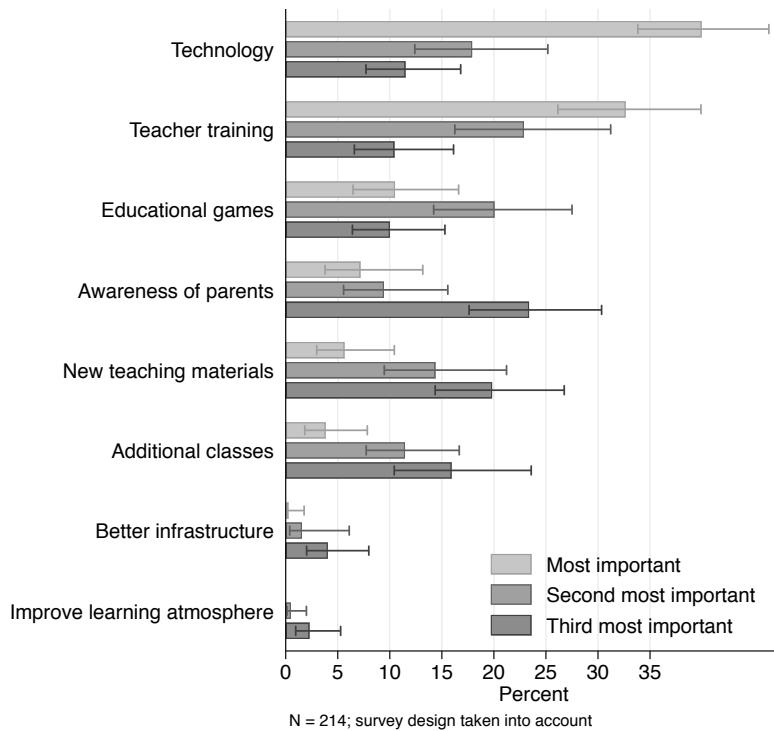 Technology
Teacher training
Educational games
Awareness of parents
New teaching materials
Additional classes
Better infrastructure
Improve learning atmosphere
Most important
Second most important
Third most important
0 5 10 15 20 25 30 35
Percent
N = 214; survey design taken into account